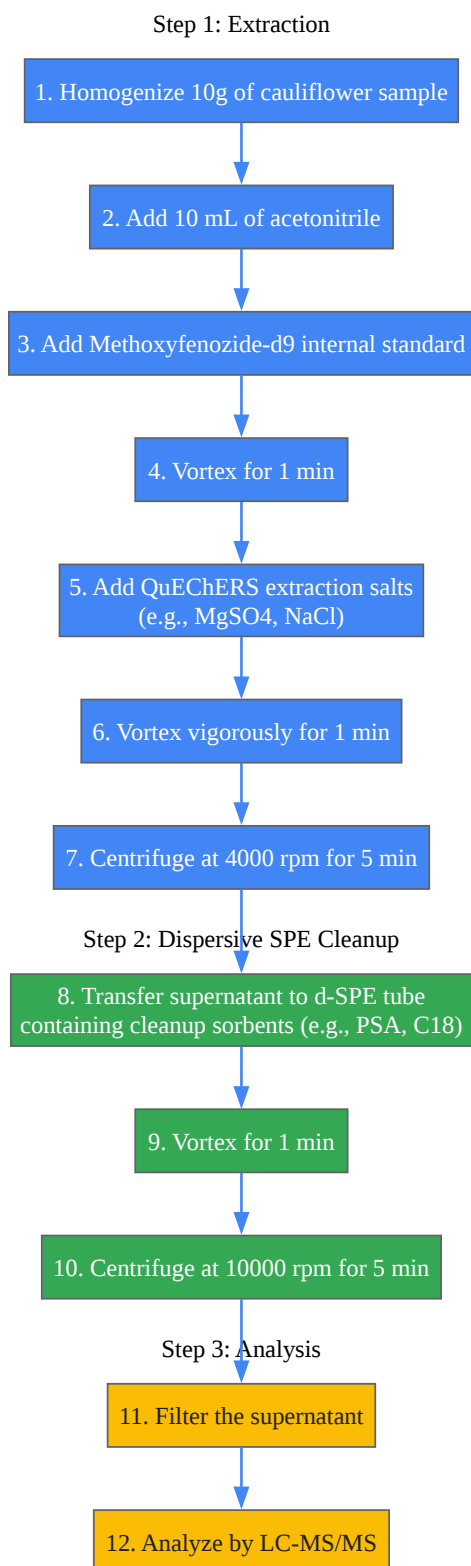 Step 1: Extraction
1. Homogenize 10g of cauliflower sample
2. Add 10 mL of acetonitrile
3. Add Methoxyfenozide-d9 internal standard
4. Vortex for 1 min
5. Add QuEChERS extraction salts
(e.g., MgSO4, NaCl)
6. Vortex vigorously for 1 min
7. Centrifuge at 4000 rpm for 5 min
Step 2: Dispersive SPE Cleanup
8. Transfer supernatant to d-SPE tube
containing cleanup sorbents (e.g., PSA, C18)
9. Vortex for 1 min
10. Centrifuge at 10000 rpm for 5 min
Step 3: Analysis
11. Filter the supernatant
12. Analyze by LC-MS/MS